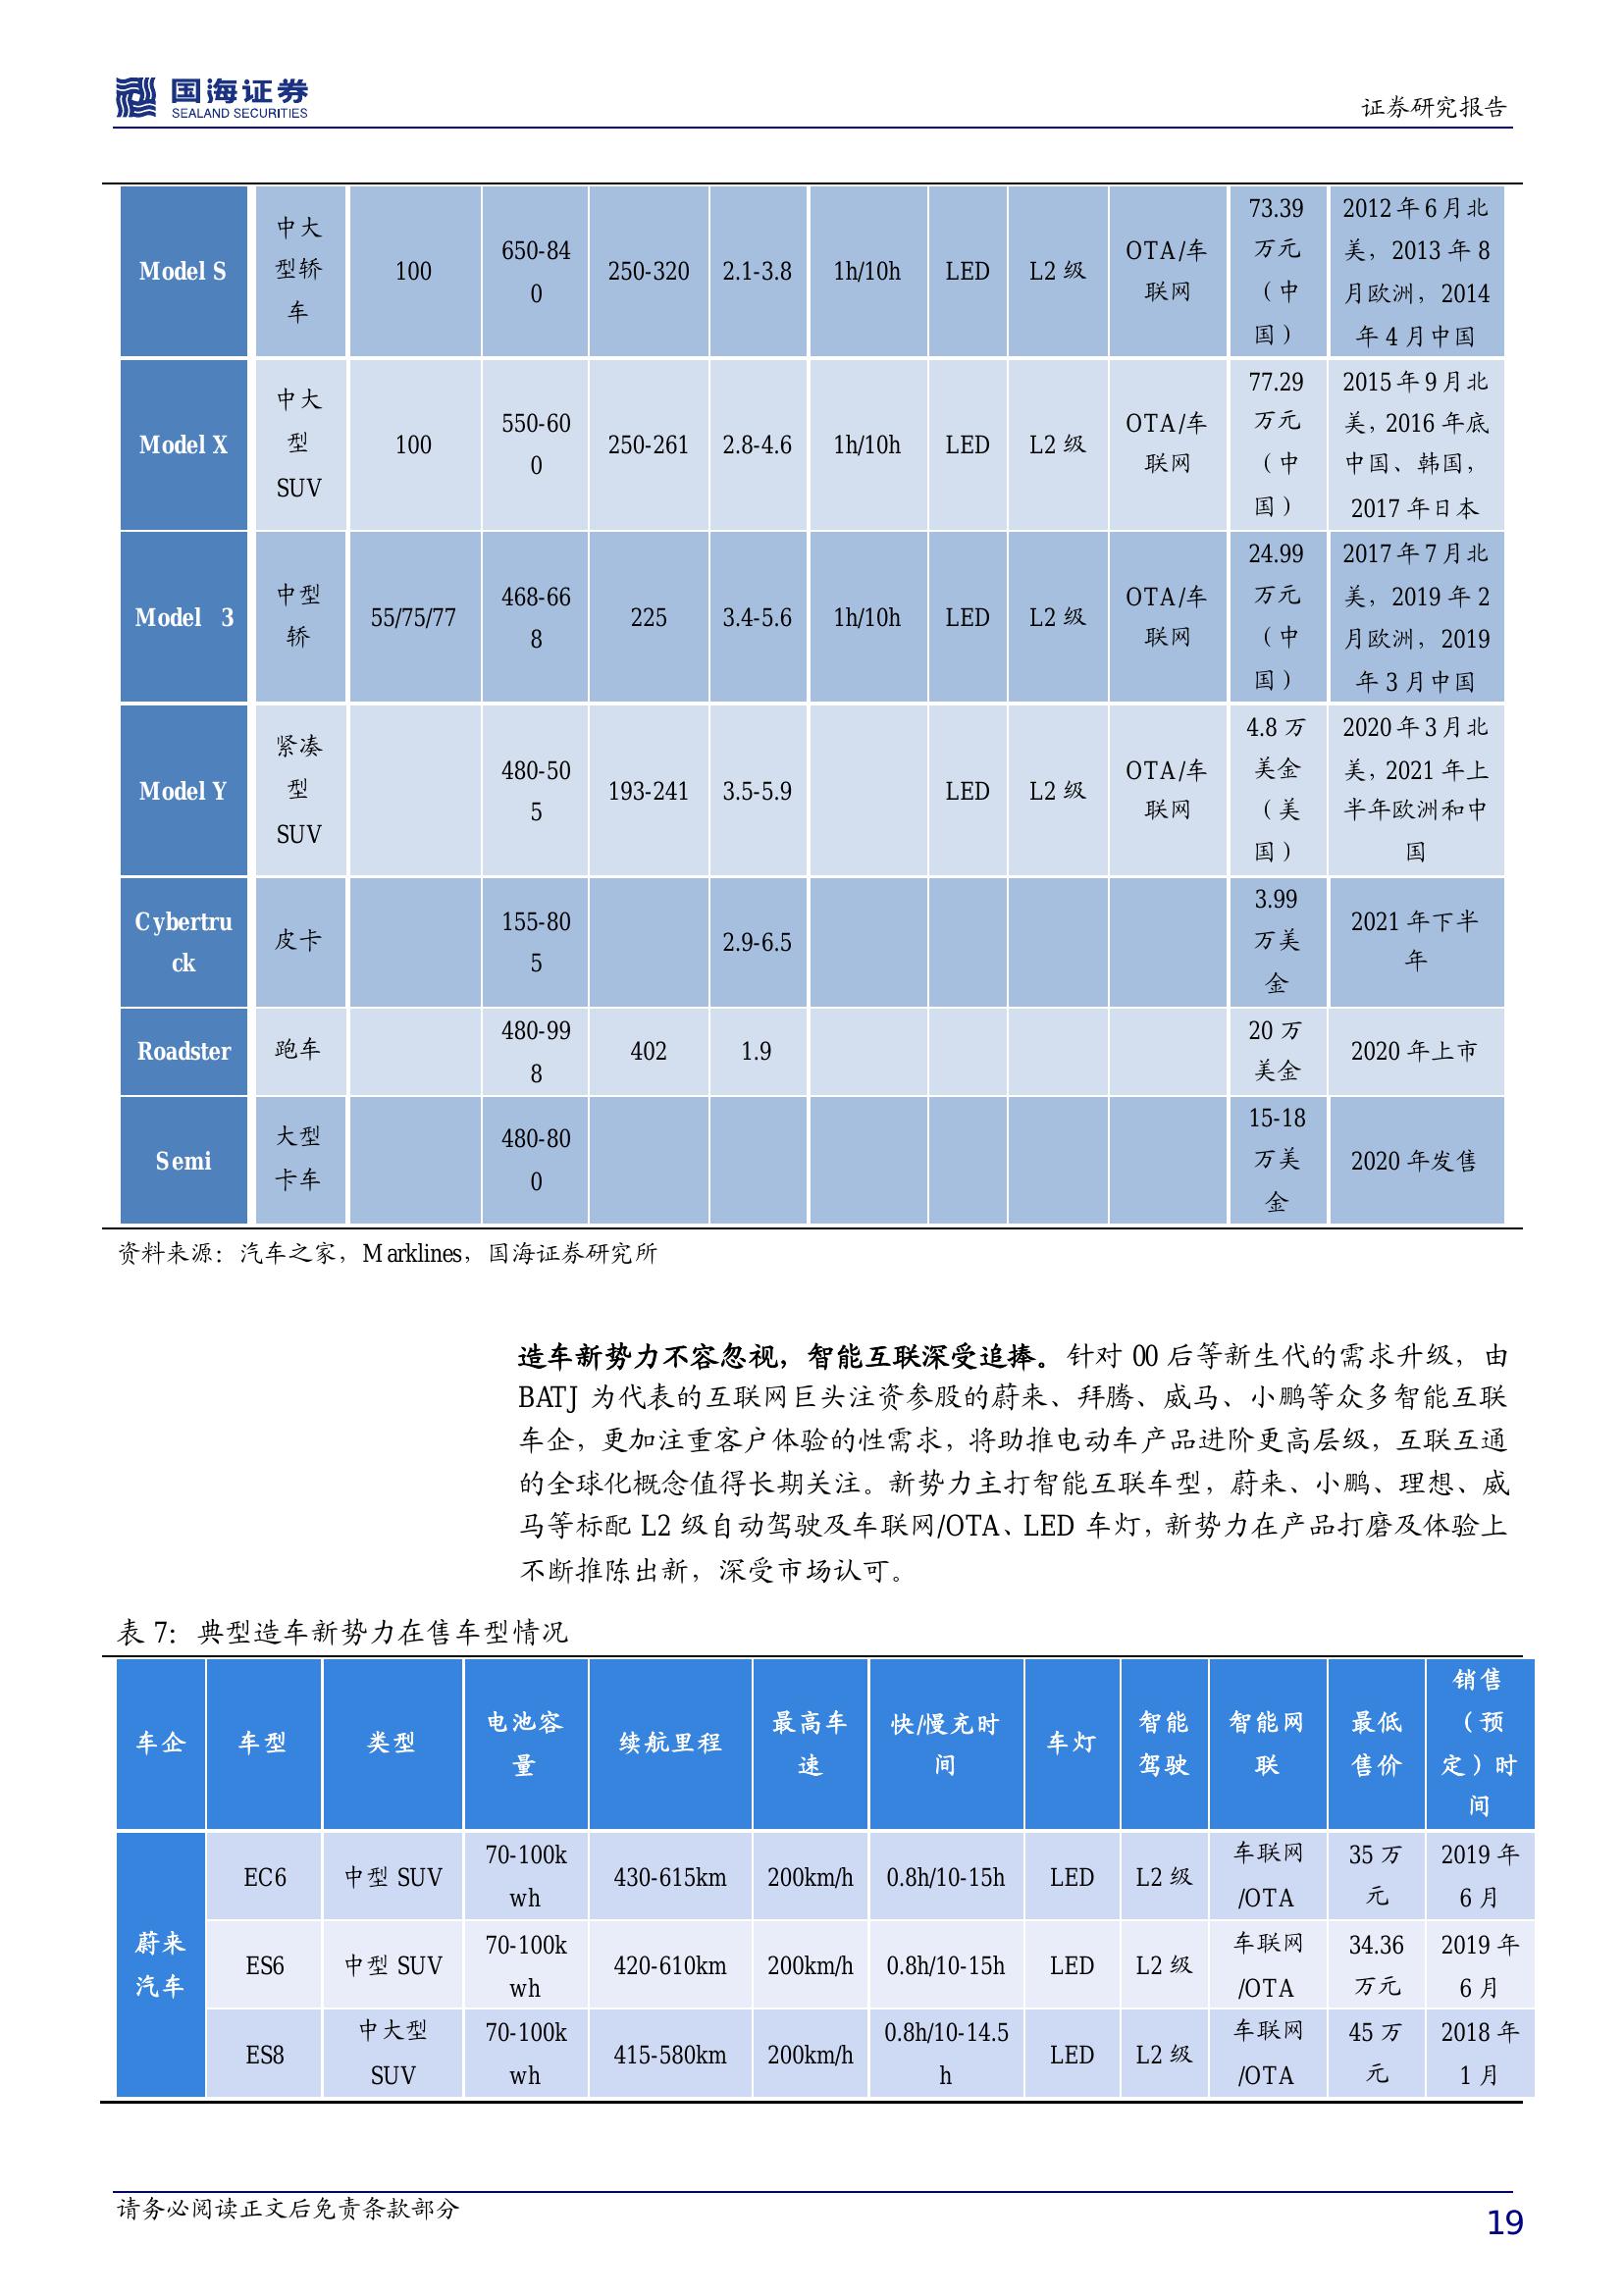 国海证券
SEALAND SECURITIES
证券研究报告
Model S
中大
型轿
车
100
650-84
0
250-320
2.1-3.8
1h/10h
LED
L2 级
OTA/车
联网
73.39
万元
（中
国）
2012 年 6 月北
美，2013 年 8
月欧洲，2014
年 4 月中国
Model X
中大
型
SUV
100
550-60
0
250-261
2.8-4.6
1h/10h
LED
L2 级
OTA/车
联网
77.29
万元
（中
国）
2015 年 9 月北
美，2016 年底
中国、韩国，
2017 年日本
Model 3
中型
轿
55/75/77
468-66
8
225
3.4-5.6
1h/10h
LED
L2 级
OTA/车
联网
24.99
万元
（中
国）
2017 年 7 月北
美，2019 年 2
月欧洲，2019
年 3 月中国
Model Y
紧凑
型
SUV
480-50
5
193-241
3.5-5.9
LED
L2 级
OTA/车
联网
4.8 万
美金
（美
国）
2020 年 3 月北
美，2021 年上
半年欧洲和中
国
Cybertru
ck
皮卡
155-80
5
2.9-6.5
3.99
万美
金
2021 年下半
年
Roadster
跑车
480-99
8
402
1.9
20 万
美金
2020 年上市
Semi
大型
卡车
480-80
0
15-18
万美
金
2020 年发售
资料来源：汽车之家，Marklines，国海证券研究所
造车新势力不容忽视，智能互联深受追捧。针对 00 后等新生代的需求升级，由
BATJ 为代表的互联网巨头注资参股的蔚来、拜腾、威马、小鹏等众多智能互联
车企，更加注重客户体验的性需求，将助推电动车产品进阶更高层级，互联互通
的全球化概念值得长期关注。新势力主打智能互联车型，蔚来、小鹏、理想、威
马等标配 L2 级自动驾驶及车联网/OTA、LED 车灯，新势力在产品打磨及体验上
不断推陈出新，深受市场认可。
表 7：典型造车新势力在售车型情况
车企
车型
类型
电池容
量
续航里程
最高车
速
快/慢充时
间
车灯
智能
驾驶
智能网
联
最低
售价
销售
（预
定）时
间
蔚来
汽车
EC6
中型 SUV
70-100k
wh
430-615km
200km/h
0.8h/10-15h
LED
L2 级
车联网
/OTA
35 万
元
2019 年
6 月
ES6
中型 SUV
70-100k
wh
420-610km
200km/h
0.8h/10-15h
LED
L2 级
车联网
/OTA
34.36
万元
2019 年
6 月
ES8
中大型
SUV
70-100k
wh
415-580km
200km/h
0.8h/10-14.5
h
LED
L2 级
车联网
/OTA
45 万
元
2018 年
1 月
请务必阅读正文后免责条款部分
19